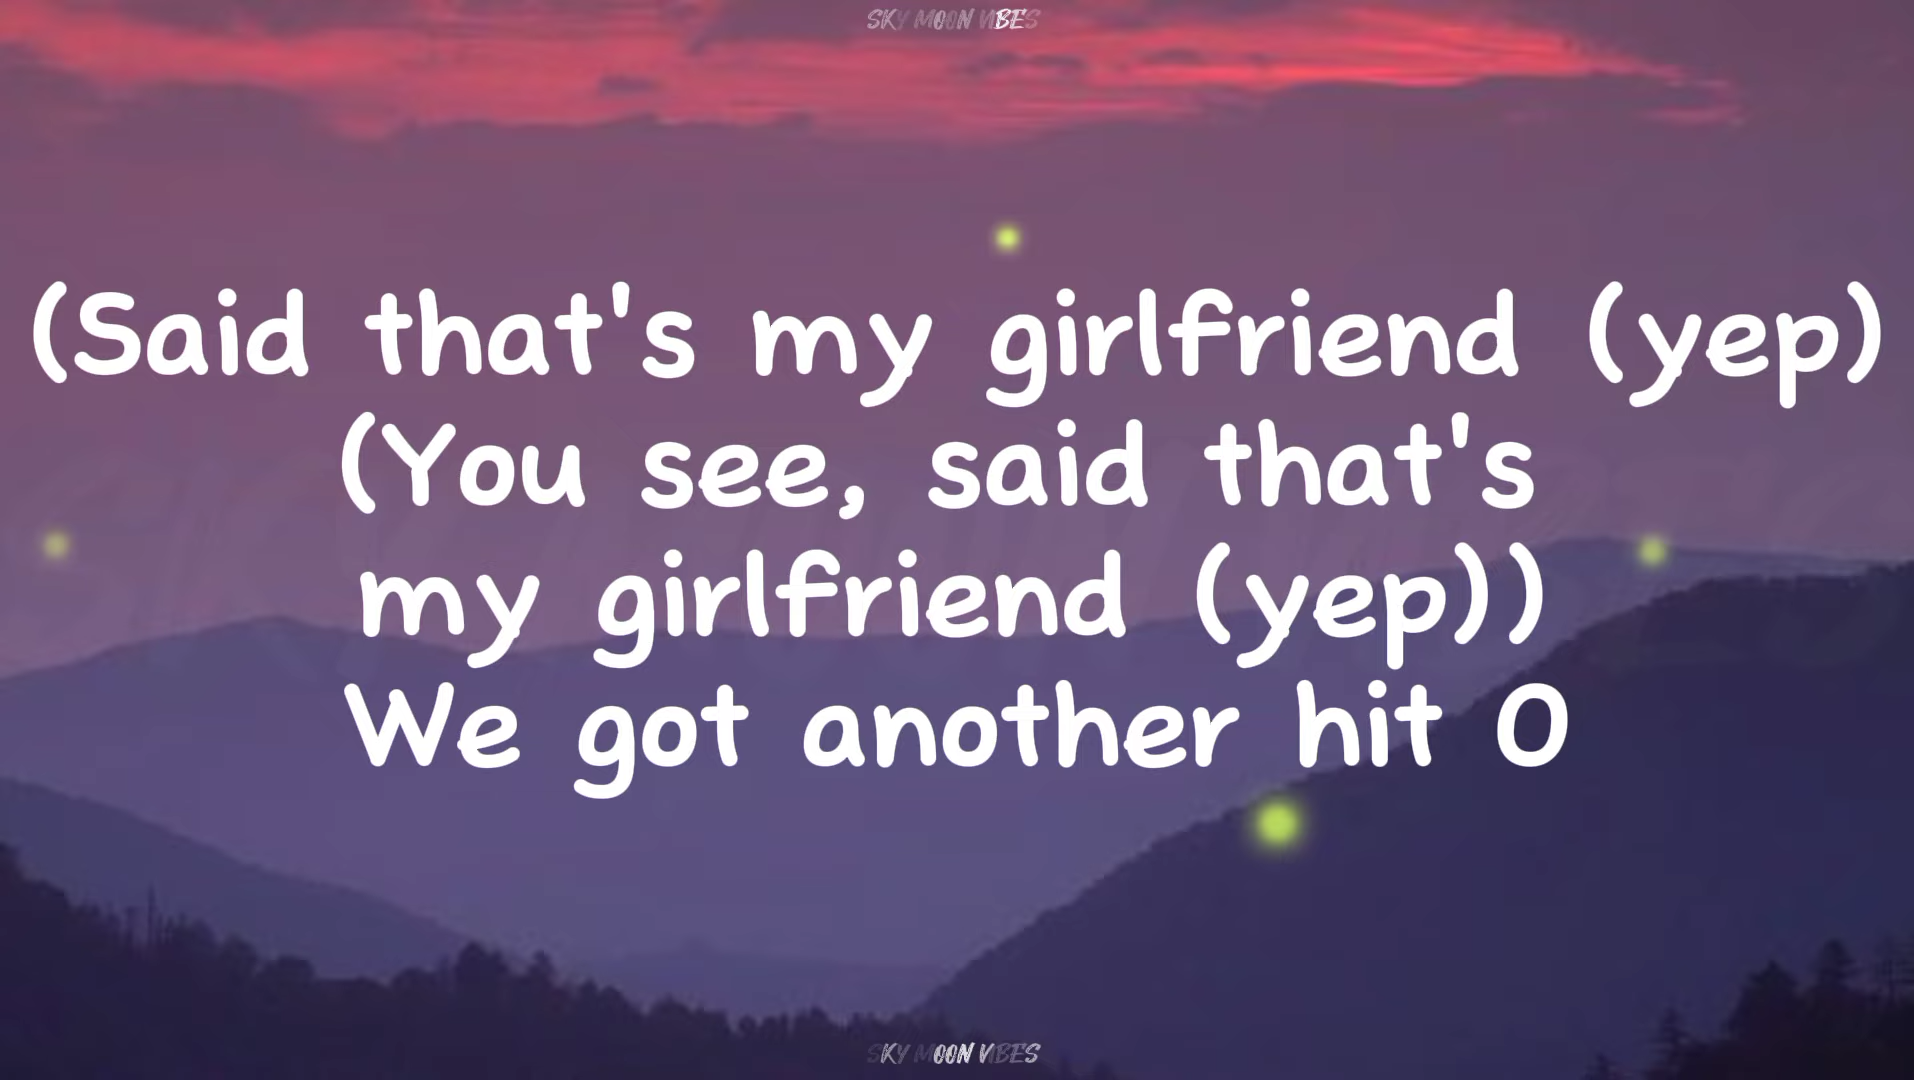 SKY MOON VIBES
(Said that's my girlfriend (yep)
(You see, said that's
my girlfriend (yep))
We got another hit O
SKY MOON VIBES